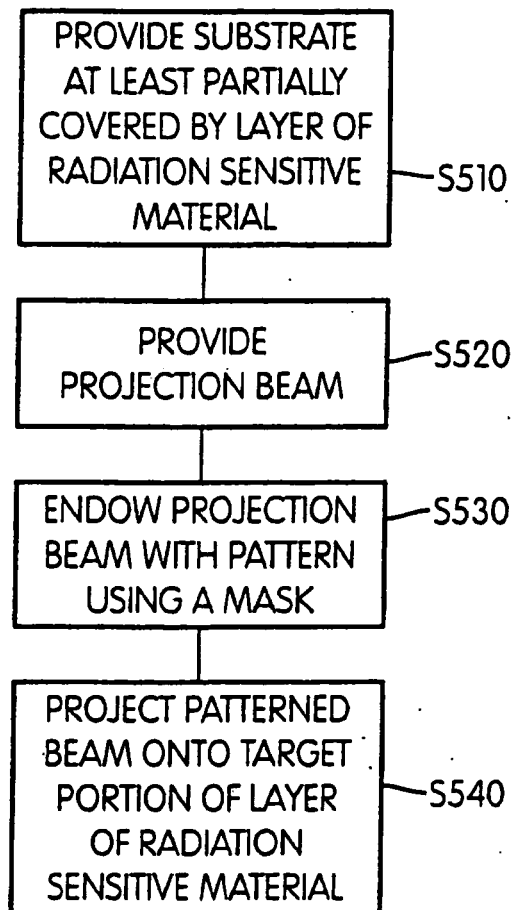 PROVIDE SUBSTRATE
AT LEAST PARTIALLY
COVERED BY LAYER OF
RADIATION SENSITIVE
MATERIAL
S510
PROVIDE
PROJECTION BEAM
S520
ENDOW PROJECTION
BEAM WITH PATTERN
USING A MASK
S530
PROJECT PATTERNED
BEAM ONTO TARGET
PORTION OF LAYER
OF RADIATION
SENSITIVE MATERIAL
S540